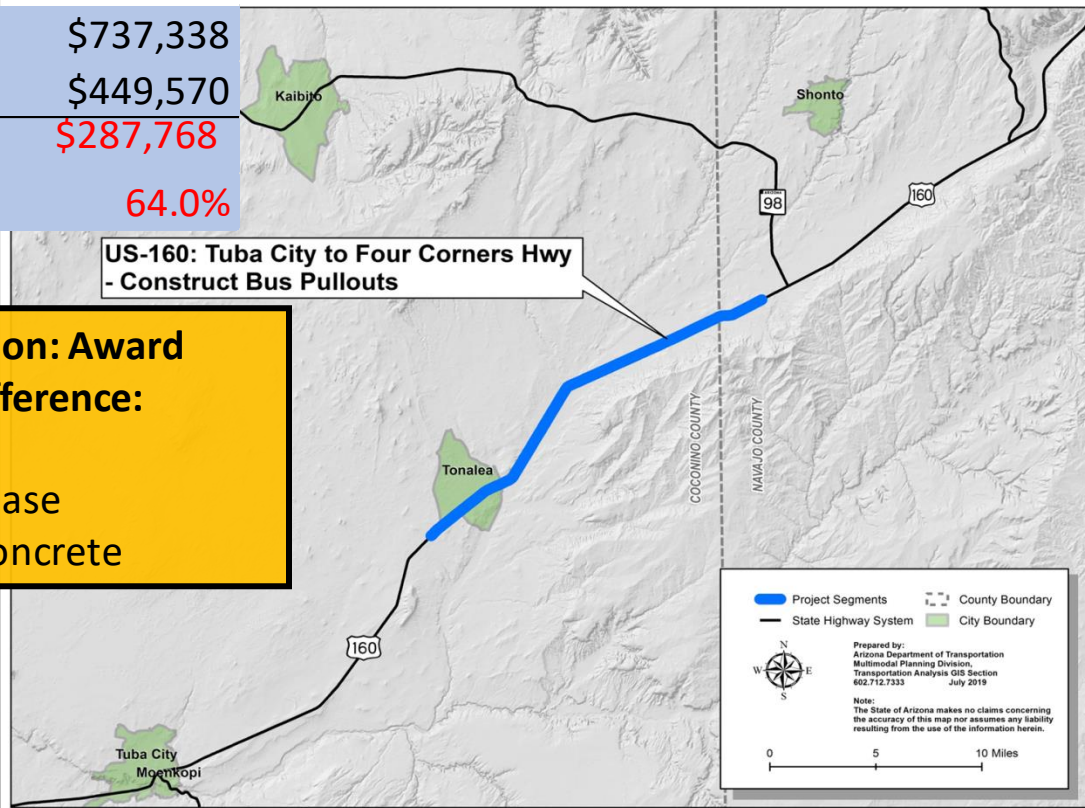 $737,338
$449,570
$287,768
64.0%
Kaibito
Shonto
ARIZONA
98
160
US-160: Tuba City to Four Corners Hwy
- Construct Bus Pullouts
on: Award
fference:
ase
oncrete
Tonalea
COCONINO COUNTY
NAVAJO COUNTY
160
Tuba City
Moenkopi
Project Segments
County Boundary
State Highway System
City Boundary
N
W
E
S
Prepared by:
Arizona Department of Transportation
Multimodal Planning Division,
Transportation Analysis GIS Section
602.712.7333 July 2019
Note:
The State of Arizona makes no claims concerning
the accuracy of this map nor assumes any liability
resulting from the use of the information herein.
0 5 10 Miles